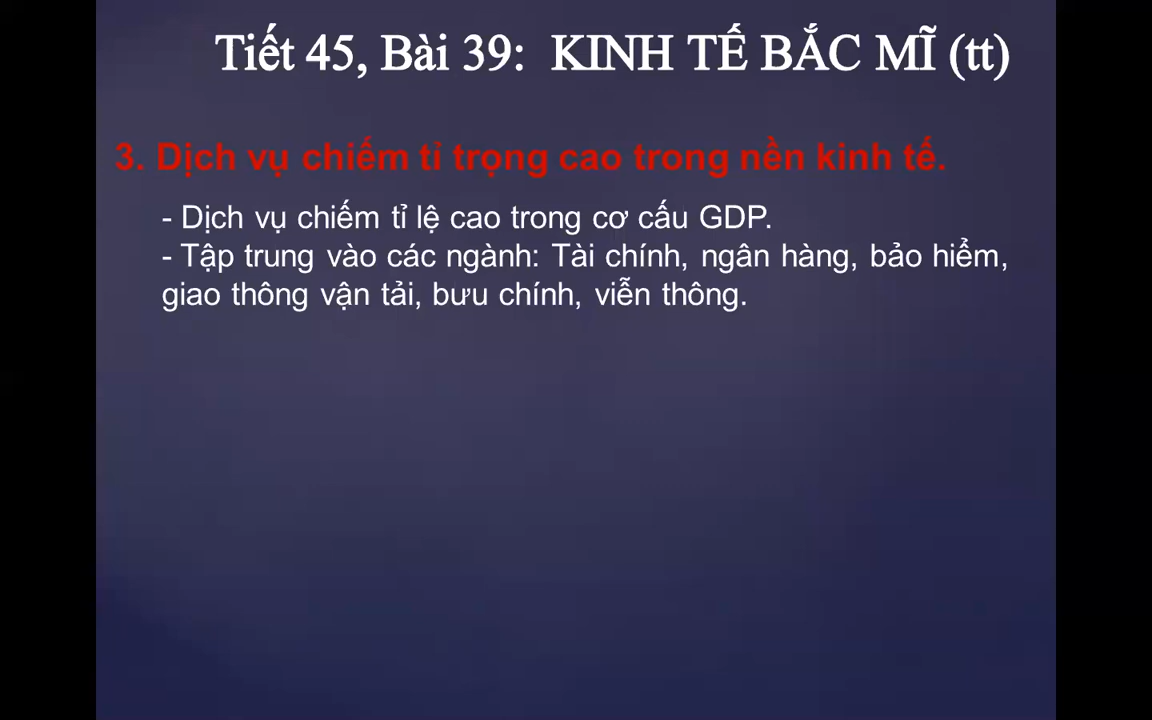 Tiết 45, Bài 39: KINH TẾ BẮC MĨ (tt)
3. Dịch vụ chiếm tỉ trọng cao trong nền kinh tế.
- Dịch vụ chiếm tỉ lệ cao trong cơ cấu GDP.
- Tập trung vào các ngành: Tài chính, ngân hàng, bảo hiểm,
giao thông vận tải, bưu chính, viễn thông.